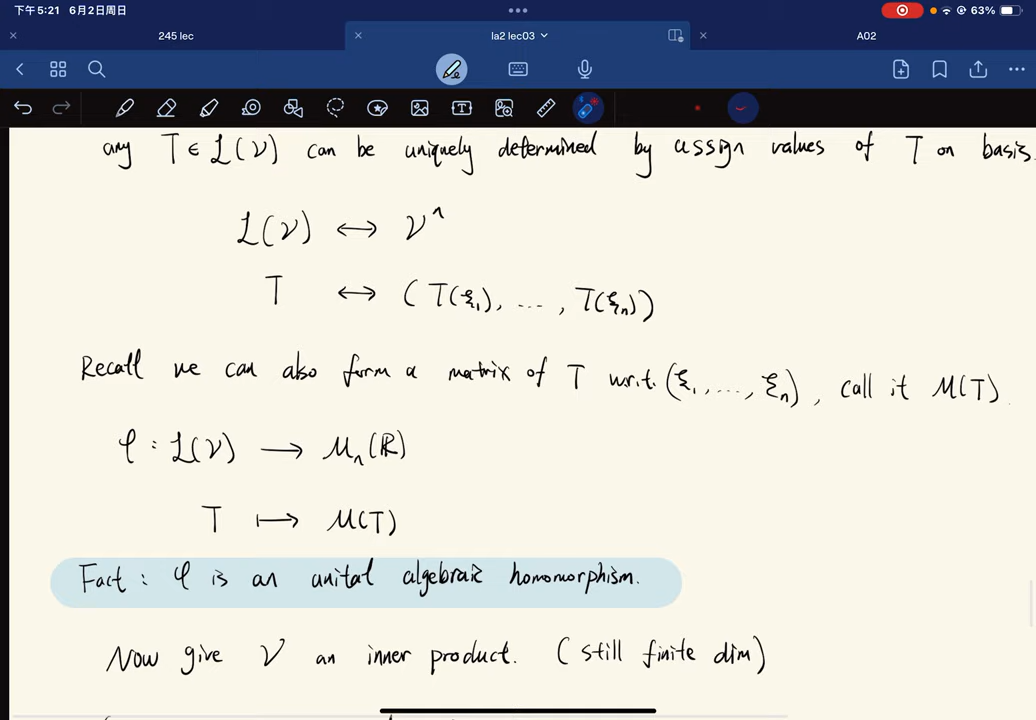 下午5:21 6月2日周日
63%
245 lec
la2 lec03
A02
any T ∈ L(V) can be uniquely determined by assign values of T on basis.
L(V) ↔ Vⁿ
T ↔ (T(ξ₁), ..., T(ξₙ))
Recall we can also form a matrix of T w.r.t. (ξ₁, ..., ξₙ), call it M(T).
φ : L(V) → Mₙ(ℝ)
T ↦ M(T)
Fact : φ is an unital algebraic homomorphism.
Now give V an inner product. (still finite dim)